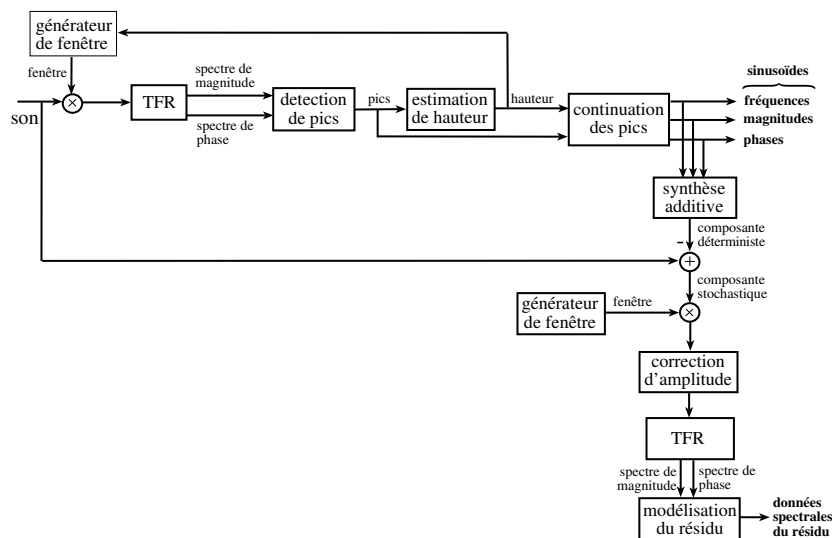 générateur
de fenêtre
fenêtre
son
×
TFR
spectre de
magnitude
spectre de
phase
detection
de pics
pics
estimation
de hauteur
hauteur
continuation
des pics
sinusoïdes
fréquences
magnitudes
phases
synthèse
additive
composante
déterministe
-
+
composante
stochastique
générateur
de fenêtre
fenêtre
×
correction
d'amplitude
TFR
spectre de
magnitude
spectre de
phase
modélisation
du résidu
données
spectrales
du résidu